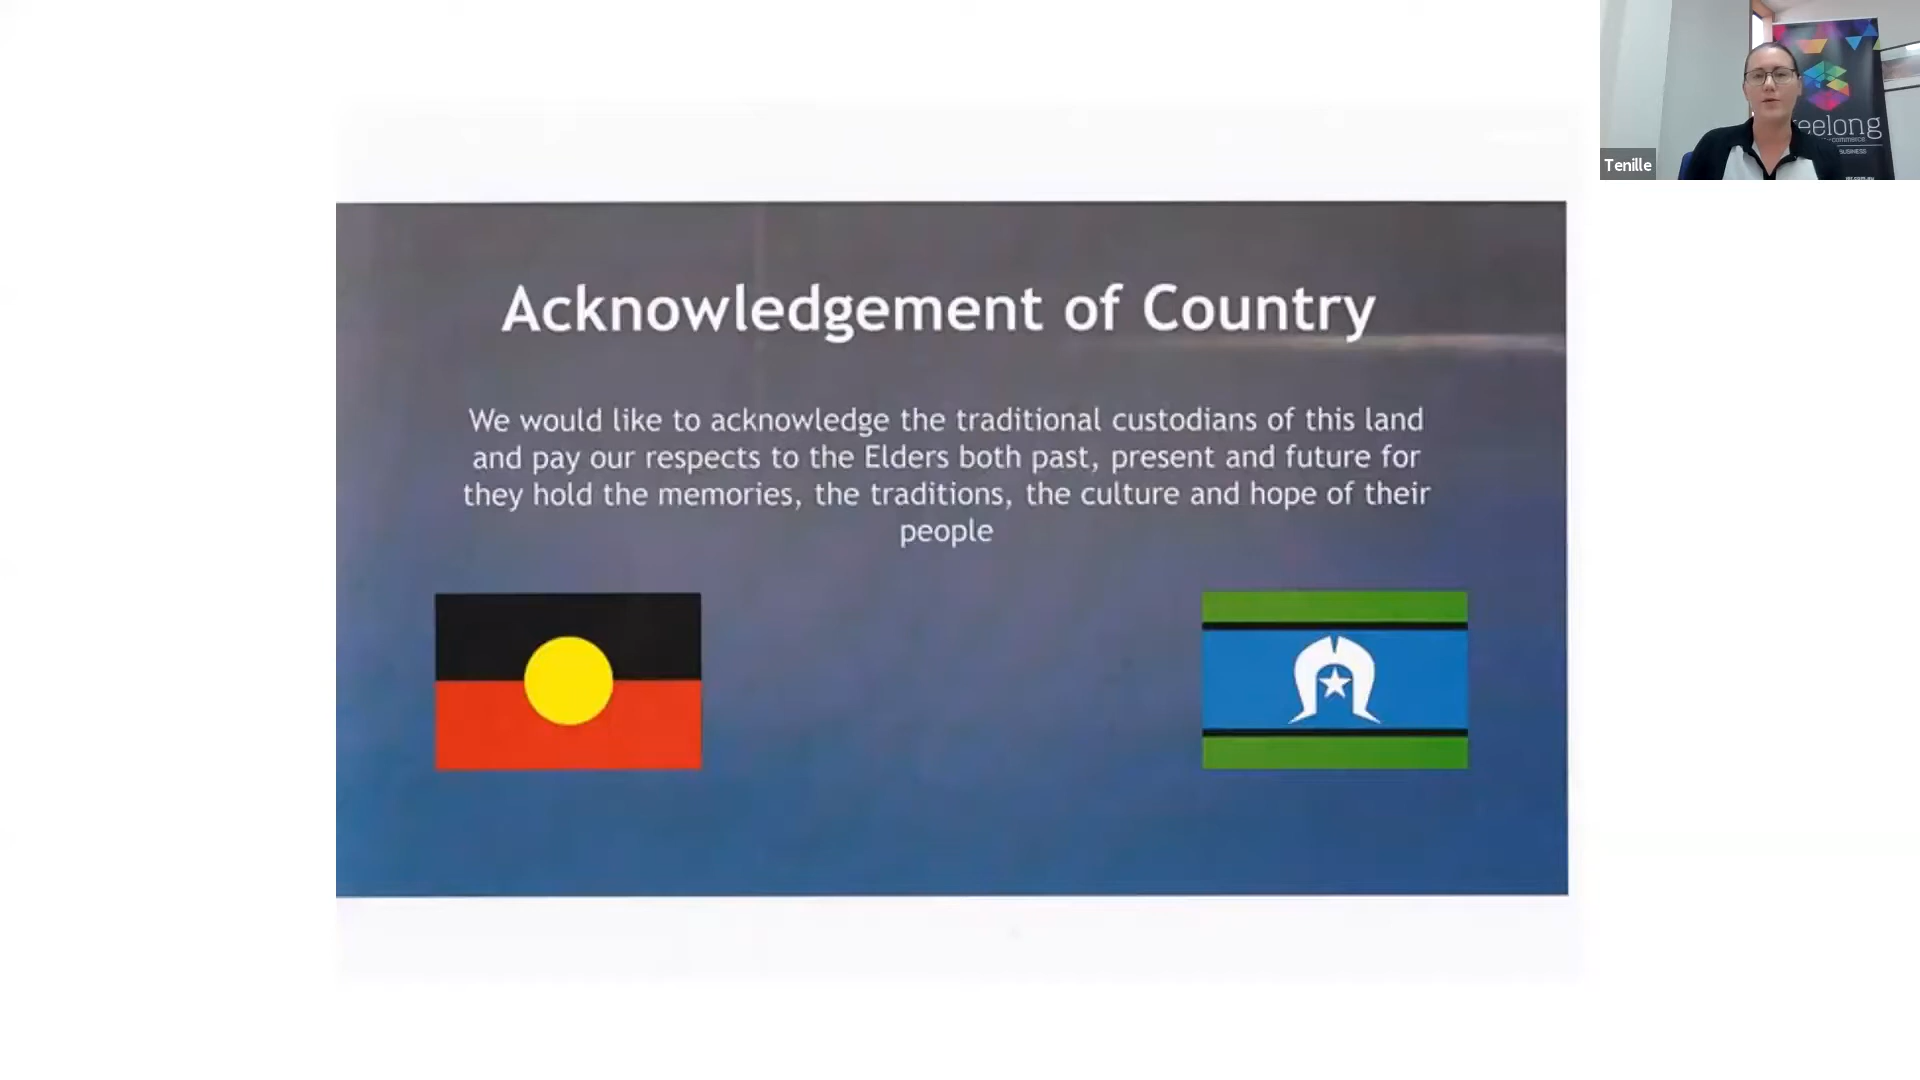 Acknowledgement of Country
We would like to acknowledge the traditional custodians of this land
and pay our respects to the Elders both past, present and future for
they hold the memories, the traditions, the culture and hope of their
people
Tenille
eelong
BUSINESS